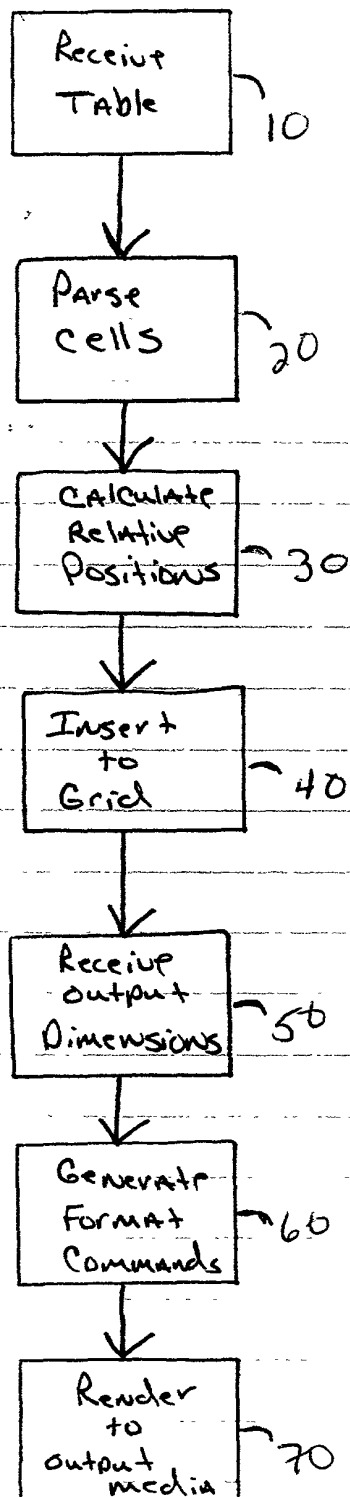 Receive
Table
10
Parse
cells
20
Calculate
Relative
Positions
30
Insert
to
Grid
40
Receive
output
Dimensions
50
Generate
Format
Commands
60
Render
to
output
media
70